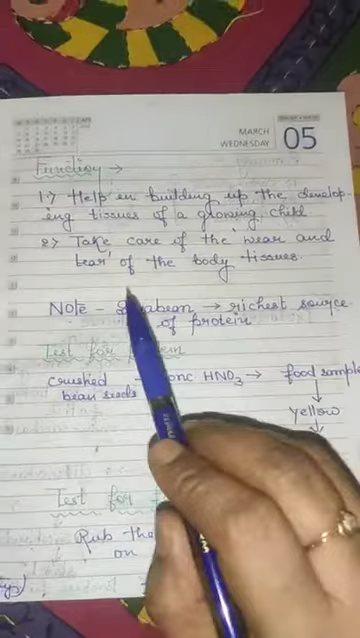 MARCH
WEDNESDAY 05
Function →
1.) Help in building up the develop-
ing tissues of a growing child.
2) Take care of the 'wear and
tear' of the body tissues.
Note - → richest source
of protein
Test for
crushed HNO3 → food sample
bean seeds
yellow
↓
Test for
Rub the
on